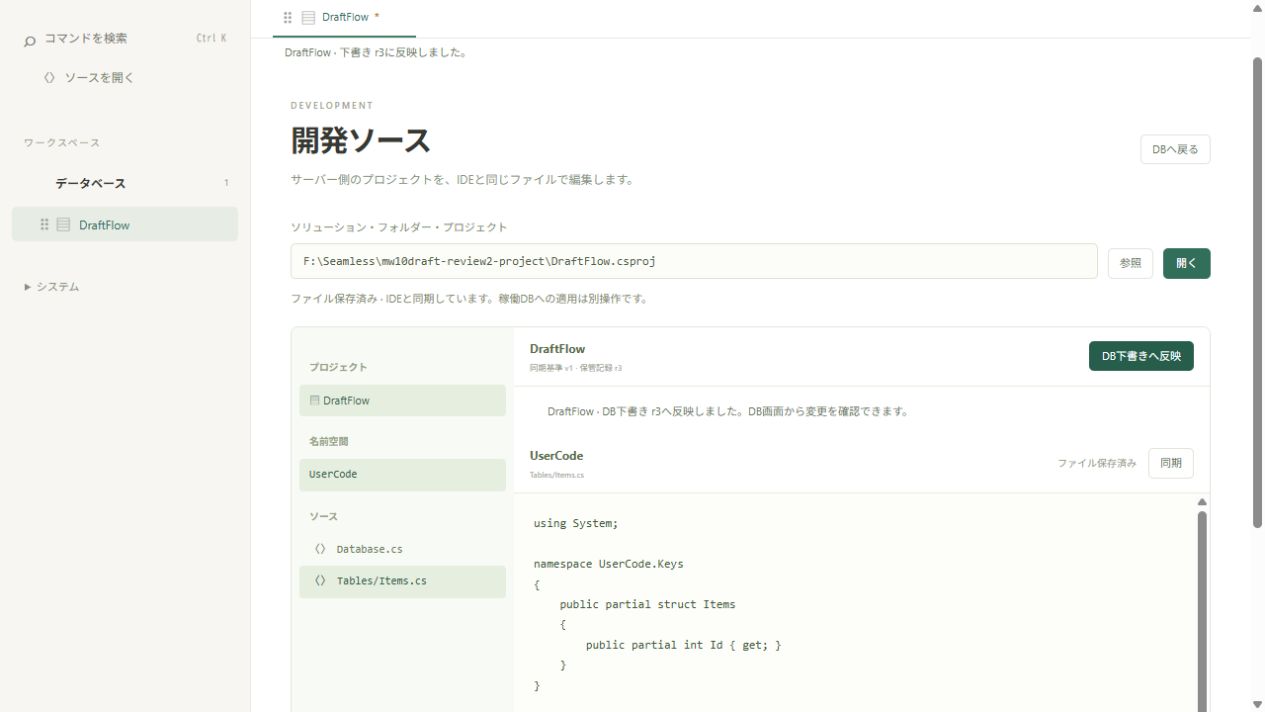 コマンドを検索 Ctrl K
ソースを開く
ワークスペース
データベース 1
DraftFlow
システム
DraftFlow *
DraftFlow · 下書き r3に反映しました。
DEVELOPMENT
開発ソース
DBへ戻る
サーバー側のプロジェクトを、IDEと同じファイルで編集します。
ソリューション・フォルダー・プロジェクト
F:\Seamless\mw10draft-review2-project\DraftFlow.csproj
参照
開く
ファイル保存済み · IDEと同期しています。稼働DBへの適用は別操作です。
プロジェクト
DraftFlow
名前空間
UserCode
ソース
Database.cs
Tables/Items.cs
DraftFlow
同期基準 v1 · 保管記録 r3
DB下書きへ反映
DraftFlow · DB下書き r3へ反映しました。DB画面から変更を確認できます。
UserCode
Tables/Items.cs
ファイル保存済み
同期
using System;
namespace UserCode.Keys
{
    public partial struct Items
    {
        public partial int Id { get; }
    }
}